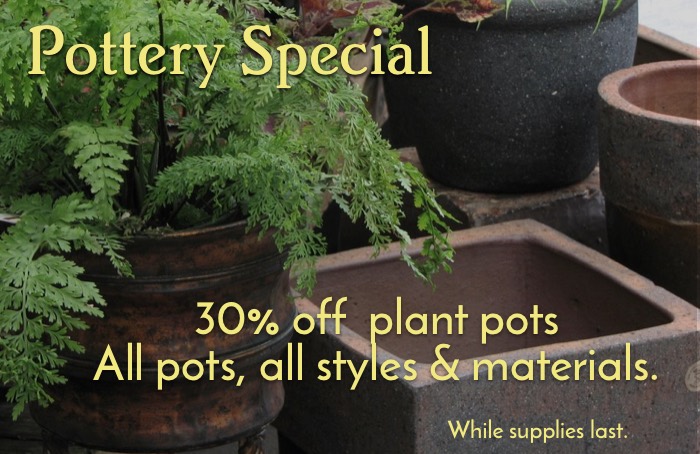 Pottery Special
30% off plant pots
All pots, all styles & materials.
While supplies last.